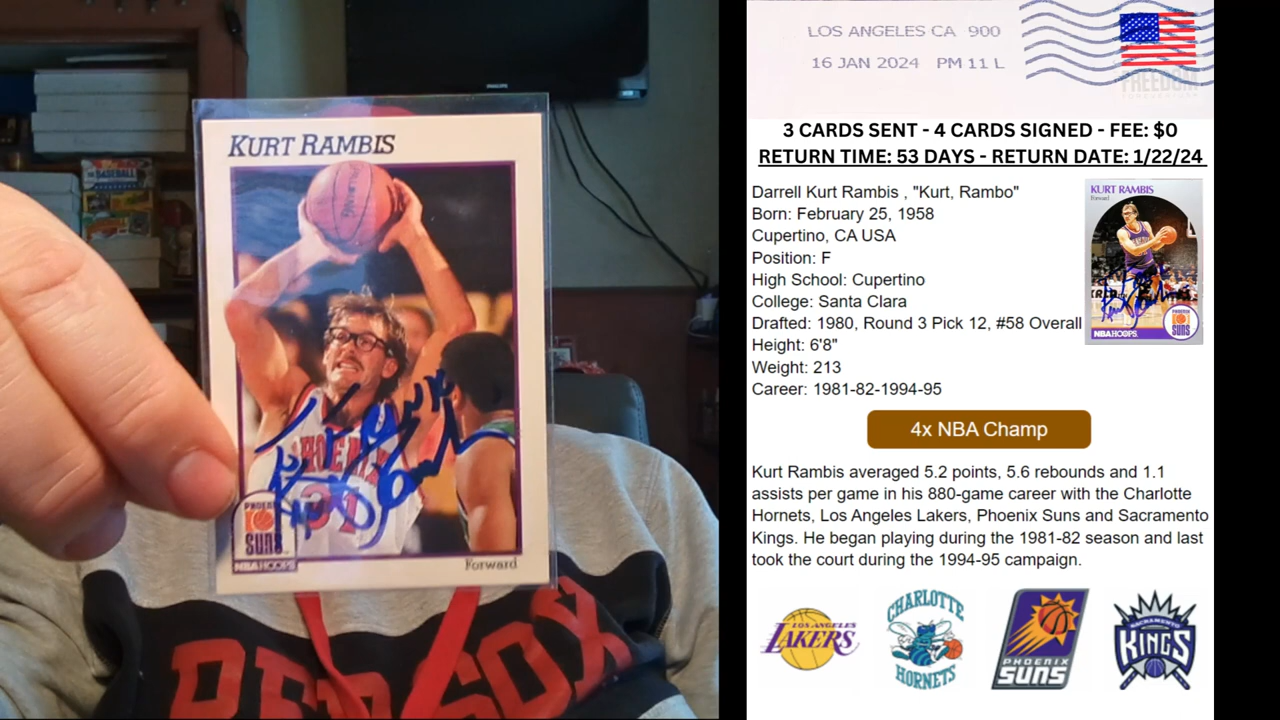 KURT RAMBIS
PHOENIX
SUNS
NBA HOOPS
Forward
RED SOX
PHILIPS
BASEBALL
LOS ANGELES CA 900
16 JAN 2024 PM 11 L
FREEDOM
3 CARDS SENT - 4 CARDS SIGNED - FEE: $0
RETURN TIME: 53 DAYS - RETURN DATE: 1/22/24
Darrell Kurt Rambis , "Kurt, Rambo"
Born: February 25, 1958
Cupertino, CA USA
Position: F
High School: Cupertino
College: Santa Clara
Drafted: 1980, Round 3 Pick 12, #58 Overall
Height: 6'8"
Weight: 213
Career: 1981-82-1994-95
KURT RAMBIS
Forward
NBA HOOPS
PHOENIX
SUNS
4x NBA Champ
Kurt Rambis averaged 5.2 points, 5.6 rebounds and 1.1
assists per game in his 880-game career with the Charlotte
Hornets, Los Angeles Lakers, Phoenix Suns and Sacramento
Kings. He began playing during the 1981-82 season and last
took the court during the 1994-95 campaign.
LOS ANGELES
LAKERS
CHARLOTTE
HORNETS
PHOENIX
SUNS
SACRAMENTO
KINGS